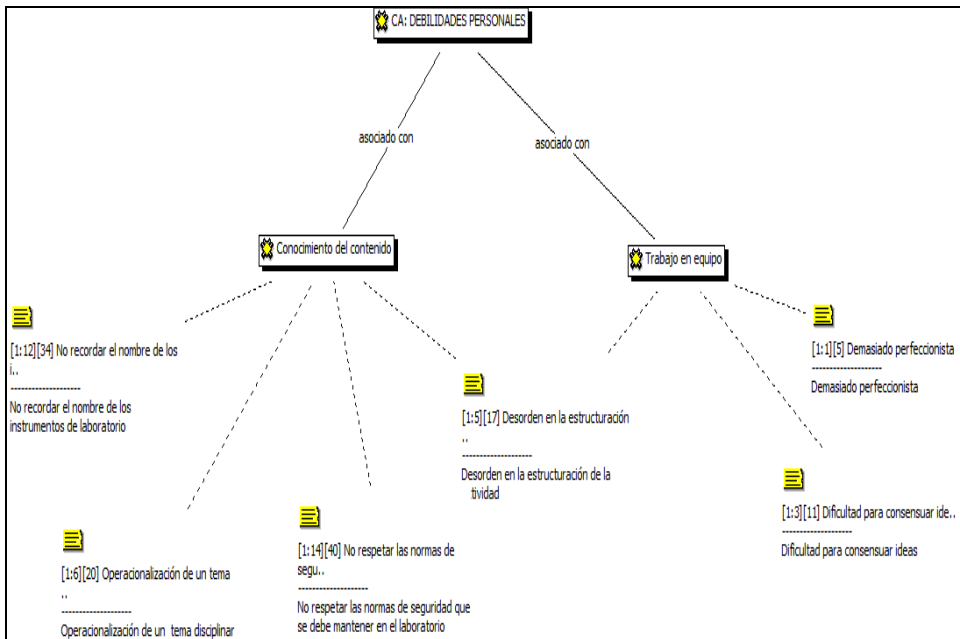 CA: DEBILIDADES PERSONALES
asociado con
asociado con
Conocimiento del contenido
Trabajo en equipo
[1:12][34] No recordar el nombre de los
i..
--------------------
No recordar el nombre de los
instrumentos de laboratorio
[1:1][5] Demasiado perfeccionista
--------------------
Demasiado perfeccionista
[1:5][17] Desorden en la estructuración
..
--------------------
Desorden en la estructuración de la
tividad
[1:3][11] Dificultad para consensuar ide..
--------------------
Dificultad para consensuar ideas
[1:6][20] Operacionalización de un tema
..
--------------------
Operacionalización de un tema disciplinar
[1:14][40] No respetar las normas de
segu..
--------------------
No respetar las normas de seguridad que
se debe mantener en el laboratorio